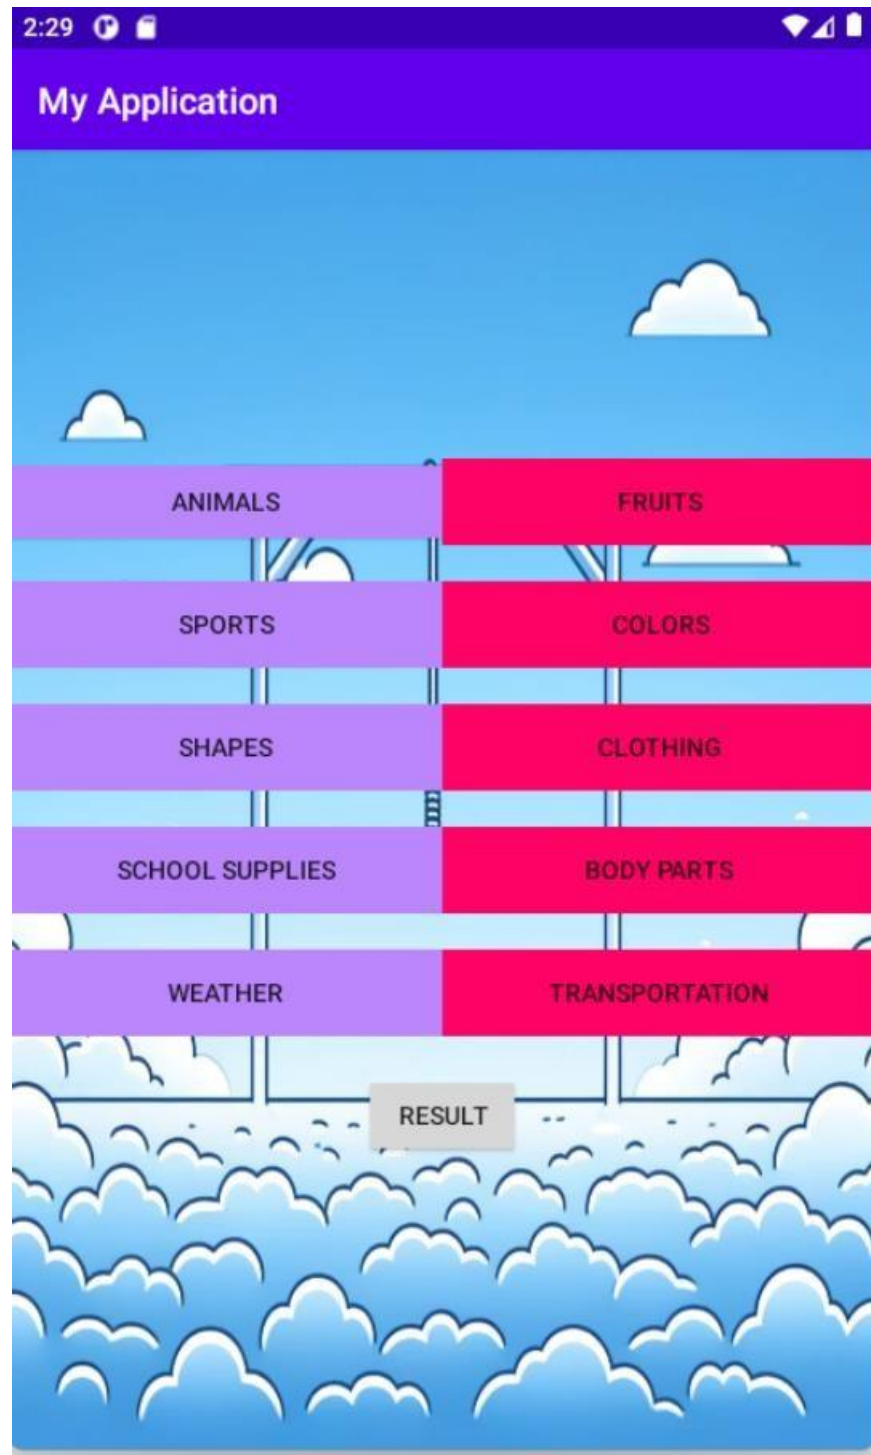 2:29
My Application
ANIMALS FRUITS
SPORTS COLORS
SHAPES CLOTHING
SCHOOL SUPPLIES BODY PARTS
WEATHER TRANSPORTATION
RESULT